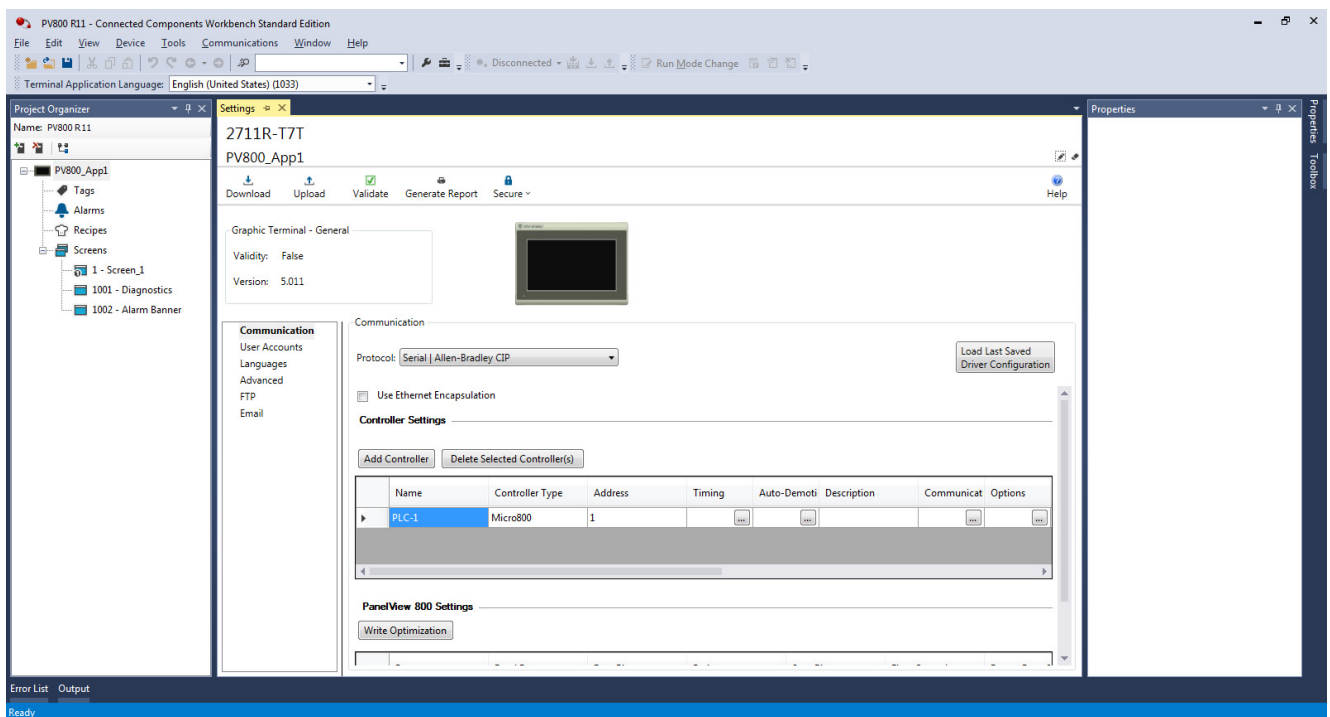 PV800 R11 - Connected Components Workbench Standard Edition
File Edit View Device Tools Communications Window Help
Disconnected Run Mode Change
Terminal Application Language: English (United States) (1033)
Project Organizer
Name: PV800 R11
PV800_App1
Tags
Alarms
Recipes
Screens
1 - Screen_1
1001 - Diagnostics
1002 - Alarm Banner
Settings
2711R-T7T
PV800_App1
Download Upload Validate Generate Report Secure Help
Graphic Terminal - General
Validity: False
Version: 5.011
Communication
User Accounts
Languages
Advanced
FTP
Email
Communication
Protocol: Serial | Allen-Bradley CIP
Load Last Saved
Driver Configuration
Use Ethernet Encapsulation
Controller Settings
Add Controller Delete Selected Controller(s)
Name Controller Type Address Timing Auto-Demoti Description Communicat Options
PLC-1 Micro800 1 ... ... ... ...
PanelView 800 Settings
Write Optimization
Properties
Properties
Toolbox
Error List Output
Ready